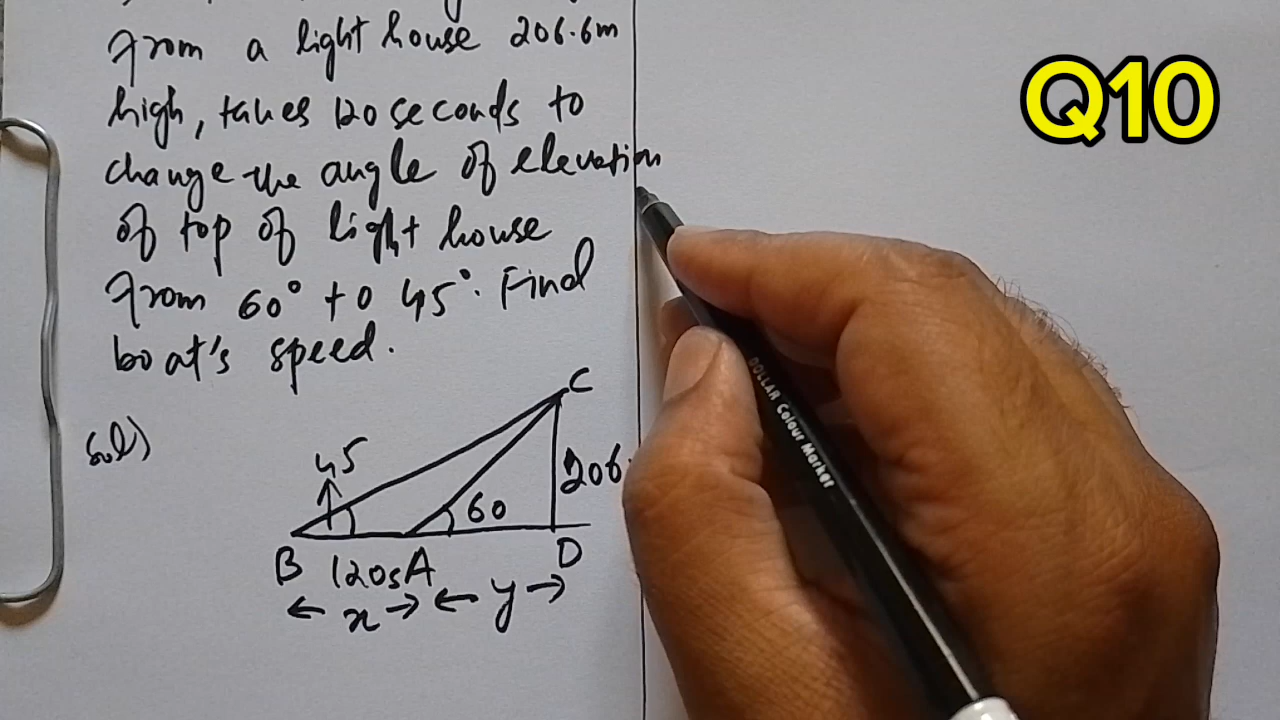 from a light house 206.6m
high, takes 120 seconds to
change the angle of elevation
of top of light house
from 60° to 45°. Find
boat's speed.
Sol)
C
45
206
60
B 120s A D
← x → ← y →
Q10
DOLLAR Colour Marker